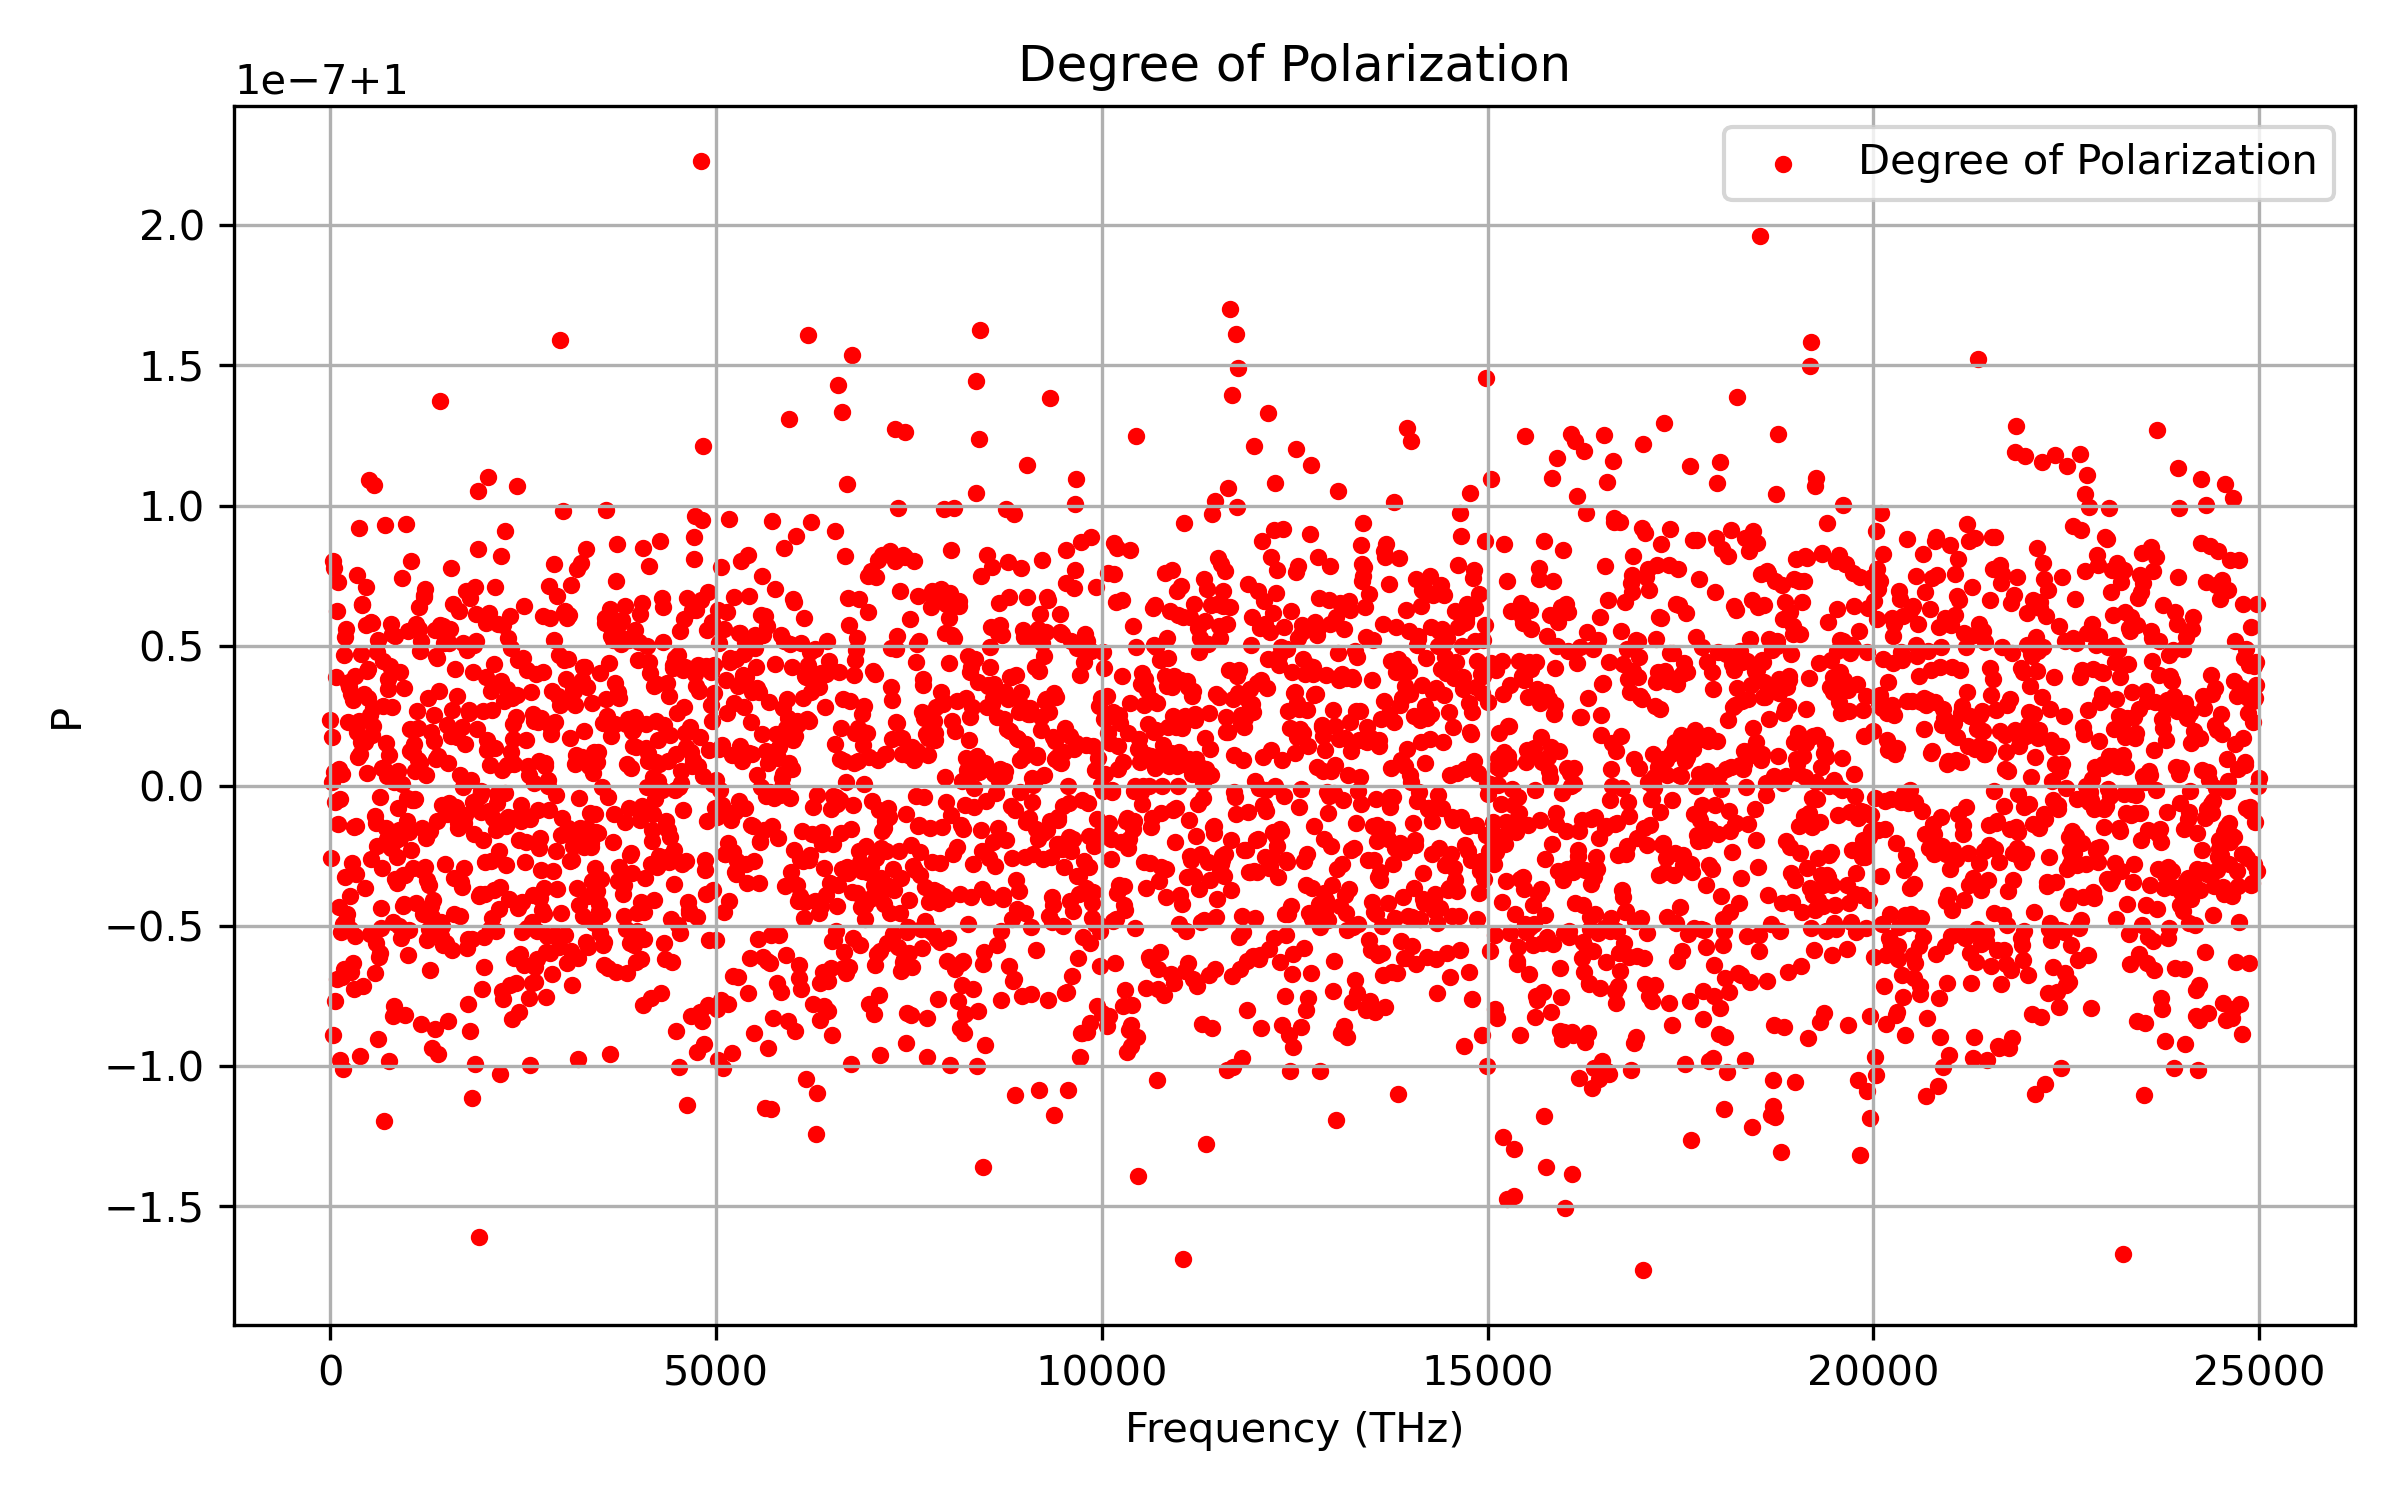 Degree of Polarization
1e−7+1
Degree of Polarization
2.0
1.5
1.0
0.5
0.0
−0.5
−1.0
−1.5
P
0 5000 10000 15000 20000 25000
Frequency (THz)